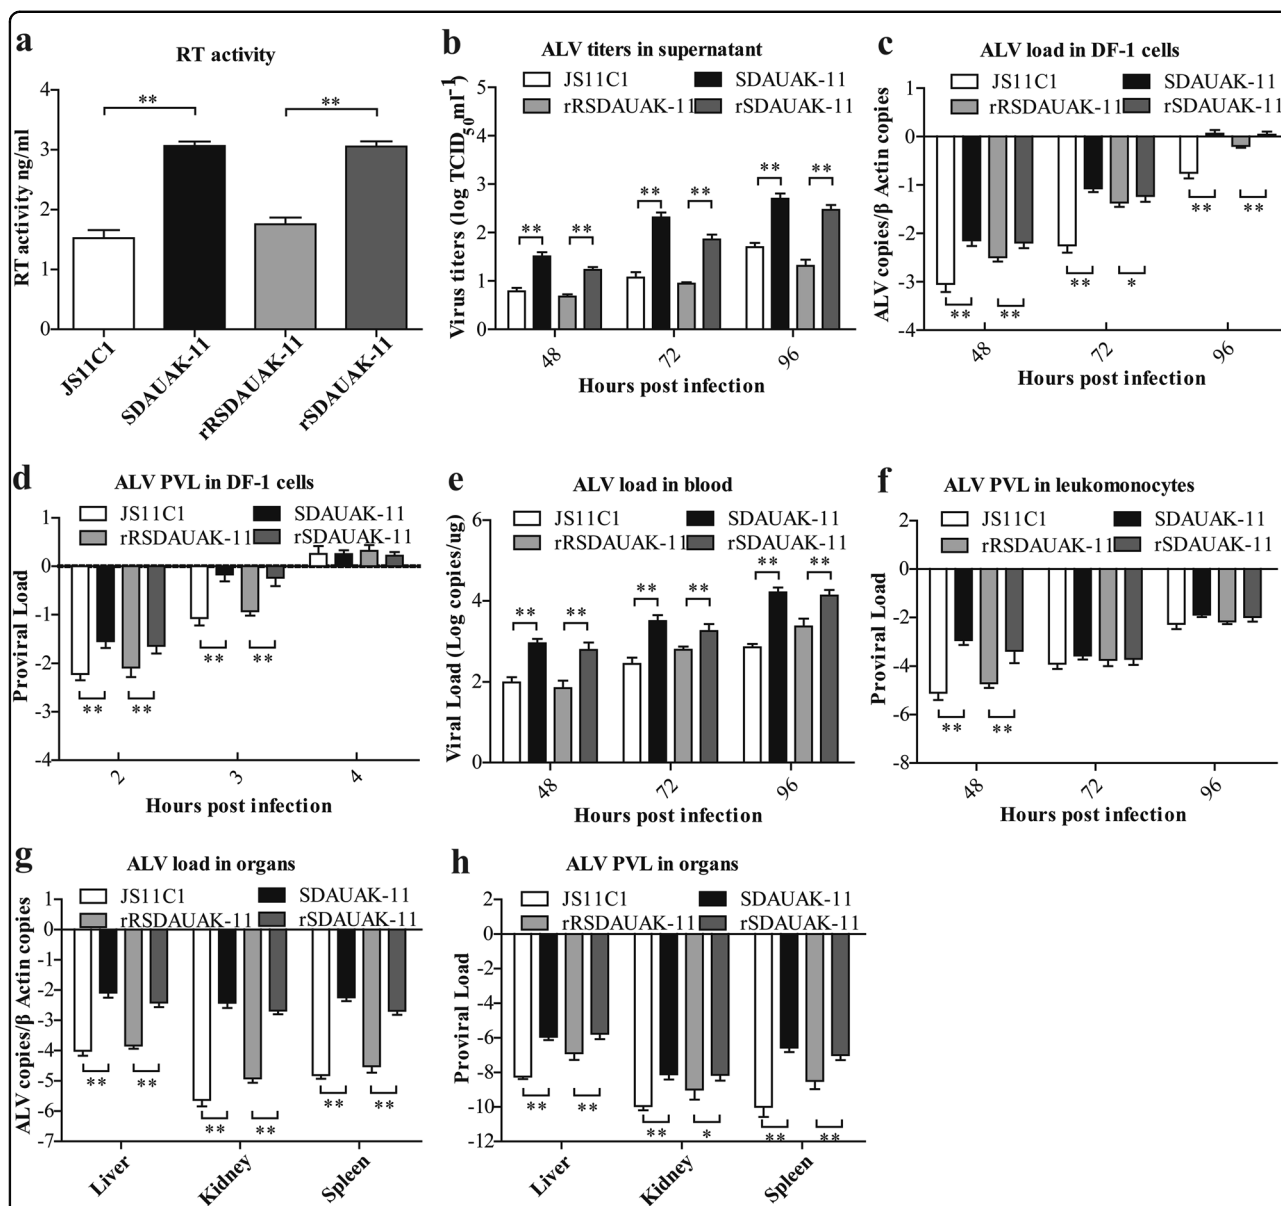 a
RT activity
RT activity ng/ml
4
3
2
1
0
**
**
JS11C1
SDAUAK-11
rRSDAUAK-11
rSDAUAK-11
b
ALV titers in supernatant
JS11C1
SDAUAK-11
rRSDAUAK-11
rSDAUAK-11
Virus titers (log TCID50ml-1)
5
4
3
2
1
0
**
**
**
**
**
**
48
72
96
Hours post infection
c
ALV load in DF-1 cells
JS11C1
SDAUAK-11
rRSDAUAK-11
rSDAUAK-11
ALV copies/β Actin copies
1
0
-1
-2
-3
-4
**
**
**
*
**
**
48
72
96
Hours post infection
d
ALV PVL in DF-1 cells
JS11C1
SDAUAK-11
rRSDAUAK-11
rSDAUAK-11
Proviral Load
1
0
-1
-2
-3
-4
**
**
**
**
2
3
4
Hours post infection
e
ALV load in blood
JS11C1
SDAUAK-11
rRSDAUAK-11
rSDAUAK-11
Viral Load (Log copies/ug)
6
4
2
0
**
**
**
**
**
**
48
72
96
Hours post infection
f
ALV PVL in leukomonocytes
JS11C1
SDAUAK-11
rRSDAUAK-11
rSDAUAK-11
Proviral Load
2
0
-2
-4
-6
-8
**
**
48
72
96
Hours post infection
g
ALV load in organs
JS11C1
SDAUAK-11
rRSDAUAK-11
rSDAUAK-11
ALV copies/β Actin copies
1
0
-1
-2
-3
-4
-5
-6
-7
**
**
**
**
**
**
Liver
Kidney
Spleen
h
ALV PVL in organs
JS11C1
SDAUAK-11
rRSDAUAK-11
rSDAUAK-11
Proviral Load
2
0
-2
-4
-6
-8
-10
-12
**
**
**
*
**
**
Liver
Kidney
Spleen